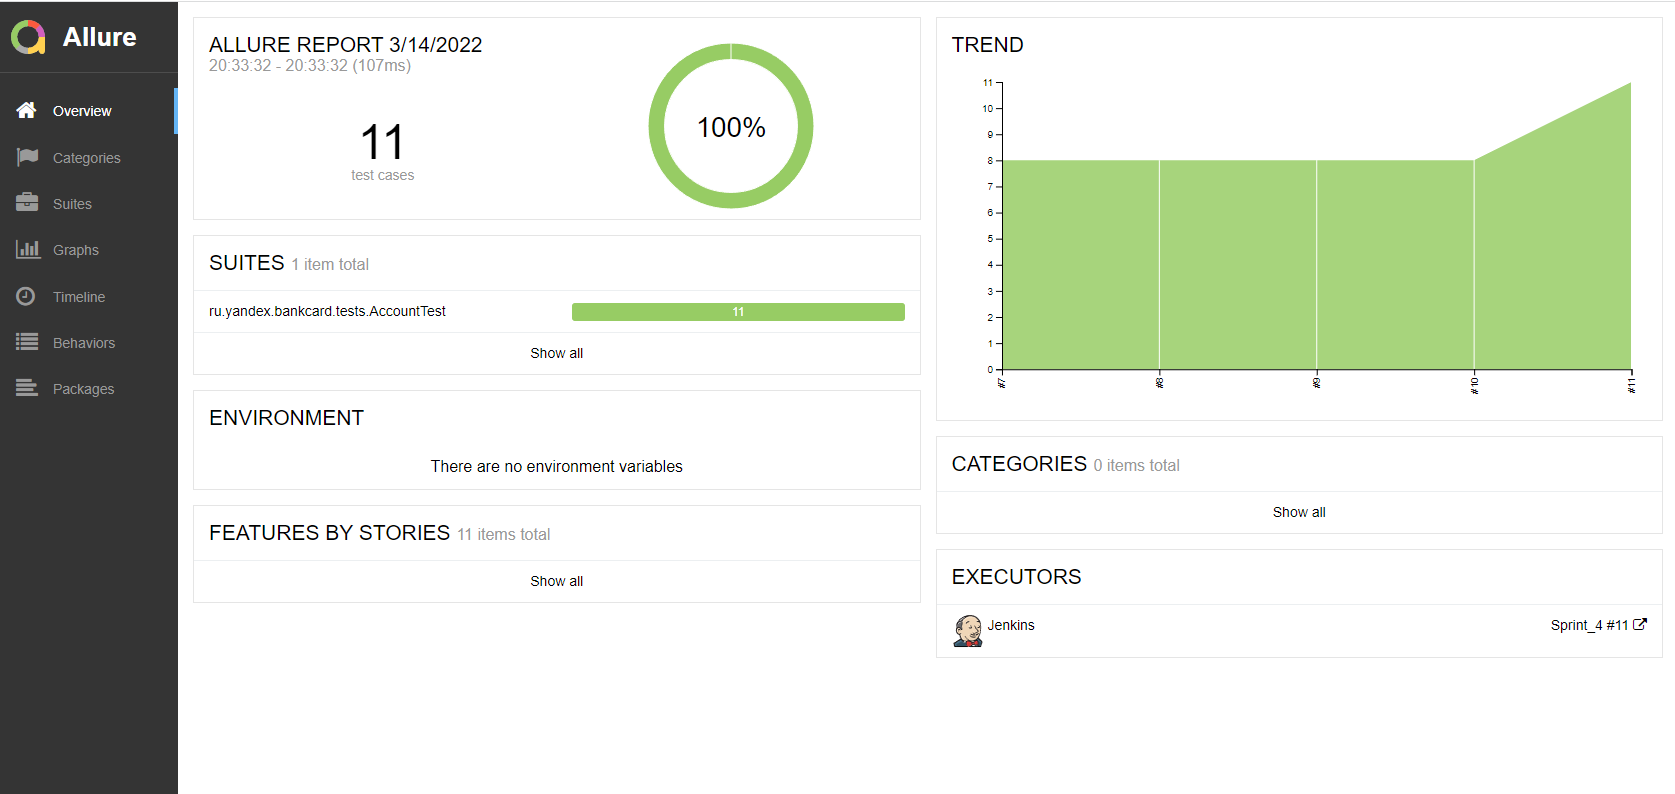 Allure
Overview
Categories
Suites
Graphs
Timeline
Behaviors
Packages
ALLURE REPORT 3/14/2022
20:33:32 - 20:33:32 (107ms)
11
test cases
100%
SUITES 1 item total
ru.yandex.bankcard.tests.AccountTest 11
Show all
ENVIRONMENT
There are no environment variables
FEATURES BY STORIES 11 items total
Show all
TREND
11
10
9
8
7
6
5
4
3
2
1
0
#7 #8 #9 #10 #11
CATEGORIES 0 items total
Show all
EXECUTORS
Jenkins Sprint_4 #11